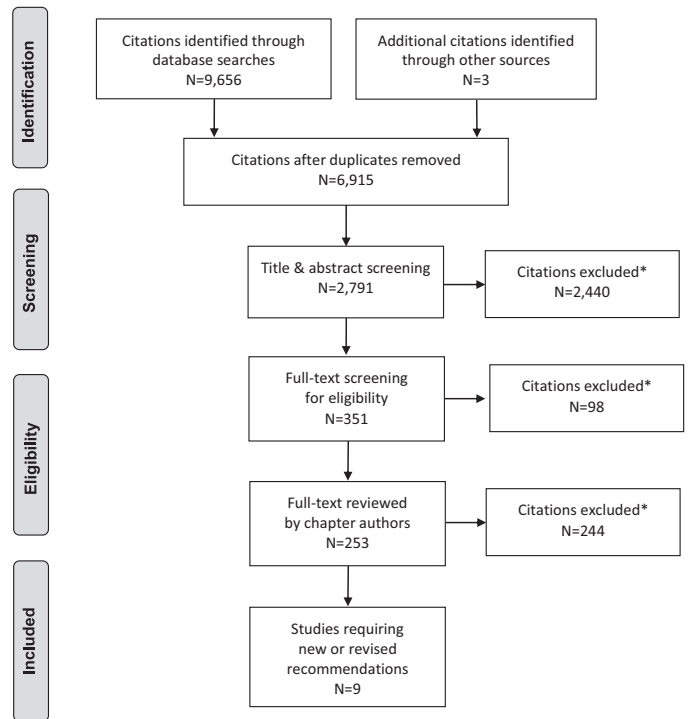 Identification
Citations identified through
database searches
N=9,656
Additional citations identified
through other sources
N=3
Citations after duplicates removed
N=6,915
Screening
Title & abstract screening
N=2,791
Citations excluded*
N=2,440
Eligibility
Full-text screening
for eligibility
N=351
Citations excluded*
N=98
Full-text reviewed
by chapter authors
N=253
Citations excluded*
N=244
Included
Studies requiring
new or revised
recommendations
N=9